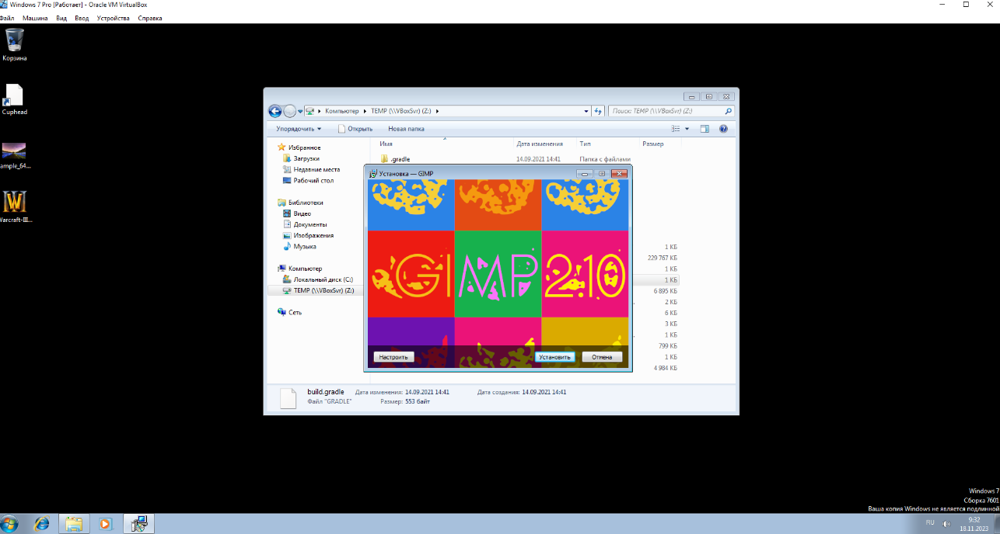 Windows 7 Pro [Работает] - Oracle VM VirtualBox
Файл Машина Вид Ввод Устройства Справка
Корзина
Cuphead
ample_64...
Warcraft-III...
Компьютер TEMP (\\VBoxSvr) (Z:)
Поиск: TEMP (\\VBoxSvr) (Z:)
Упорядочить Открыть Новая папка
Имя Дата изменения Тип Размер
.gradle 14.09.2021 14:41 Папка с файлами
Избранное
Загрузки
Недавние места
Рабочий стол
Библиотеки
Видео
Документы
Изображения
Музыка
Компьютер
Локальный диск (C:)
TEMP (\\VBoxSvr) (Z:)
Сеть
Установка — GIMP
GIMP 2.10
Настроить Установить Отмена
1 КБ
229 767 КБ
1 КБ
1 КБ
6 895 КБ
2 КБ
6 КБ
3 КБ
1 КБ
799 КБ
1 КБ
4 984 КБ
build.gradle Дата изменения: 14.09.2021 14:41 Дата создания: 14.09.2021 14:41
Файл "GRADLE" Размер: 553 байт
Windows 7
Сборка 7601
Ваша копия Windows не является подлинной
RU
9:32
18.11.2023